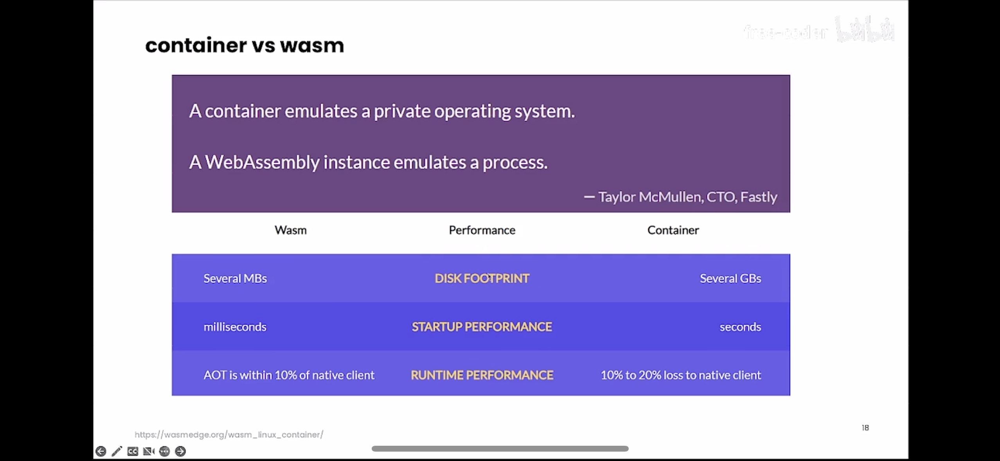 free-coder bilibili
container vs wasm
A container emulates a private operating system.
A WebAssembly instance emulates a process.
— Taylor McMullen, CTO, Fastly
Wasm Performance Container
Several MBs DISK FOOTPRINT Several GBs
milliseconds STARTUP PERFORMANCE seconds
AOT is within 10% of native client RUNTIME PERFORMANCE 10% to 20% loss to native client
18
https://wasmedge.org/wasm_linux_container/
CC